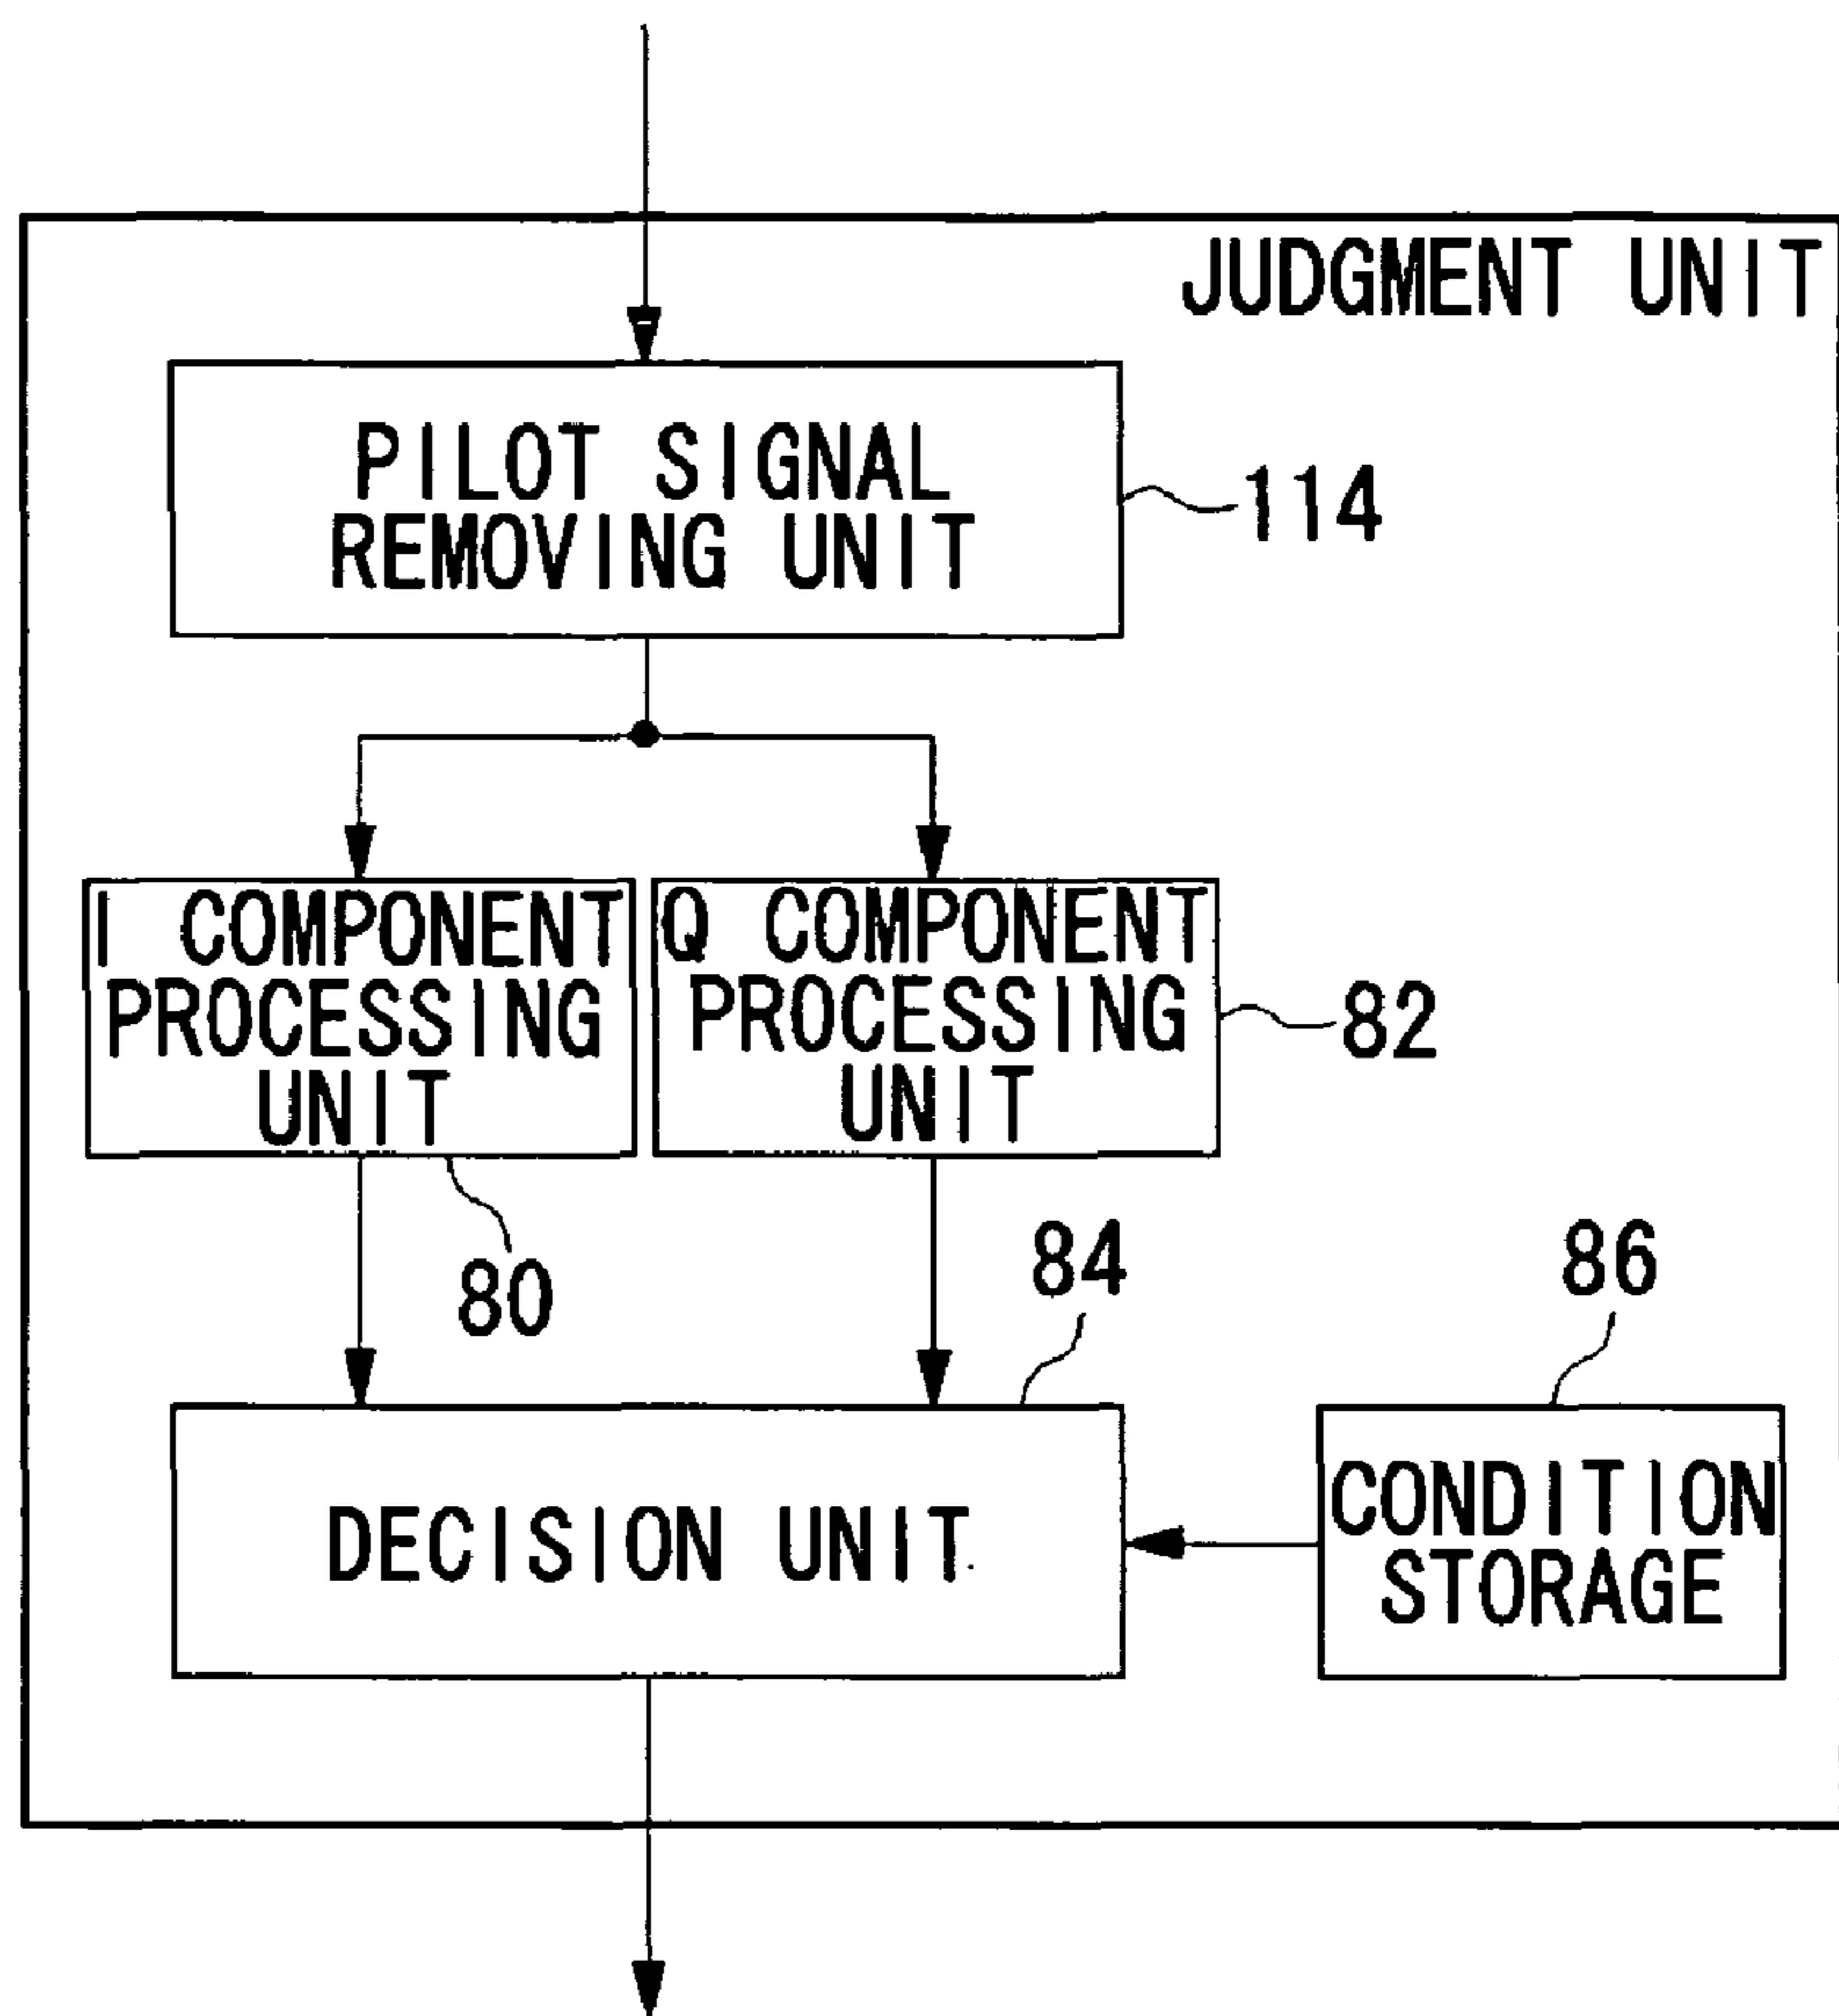 JUDGMENT UNIT
PILOT SIGNAL
REMOVING UNIT
114
I COMPONENT
PROCESSING
UNIT
Q COMPONENT
PROCESSING
UNIT
82
80
84
86
DECISION UNIT
CONDITION
STORAGE